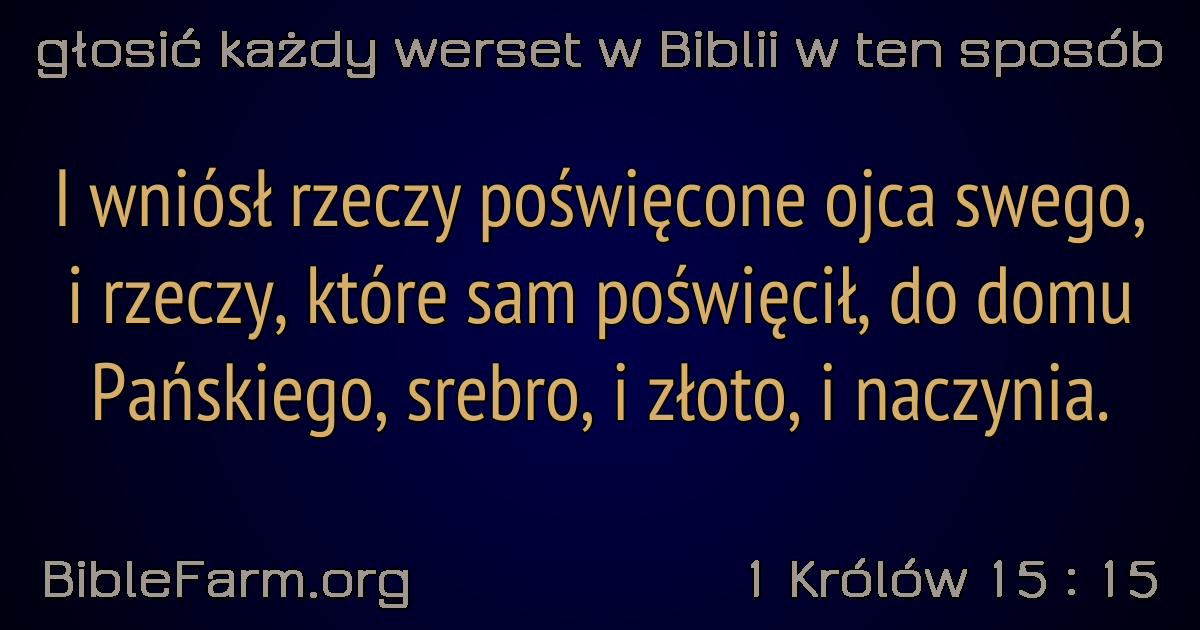 głosić każdy werset w Biblii w ten sposób
I wniósł rzeczy poświęcone ojca swego,
i rzeczy, które sam poświęcił, do domu
Pańskiego, srebro, i złoto, i naczynia.
BibleFarm.org
1 Królów 15 : 15